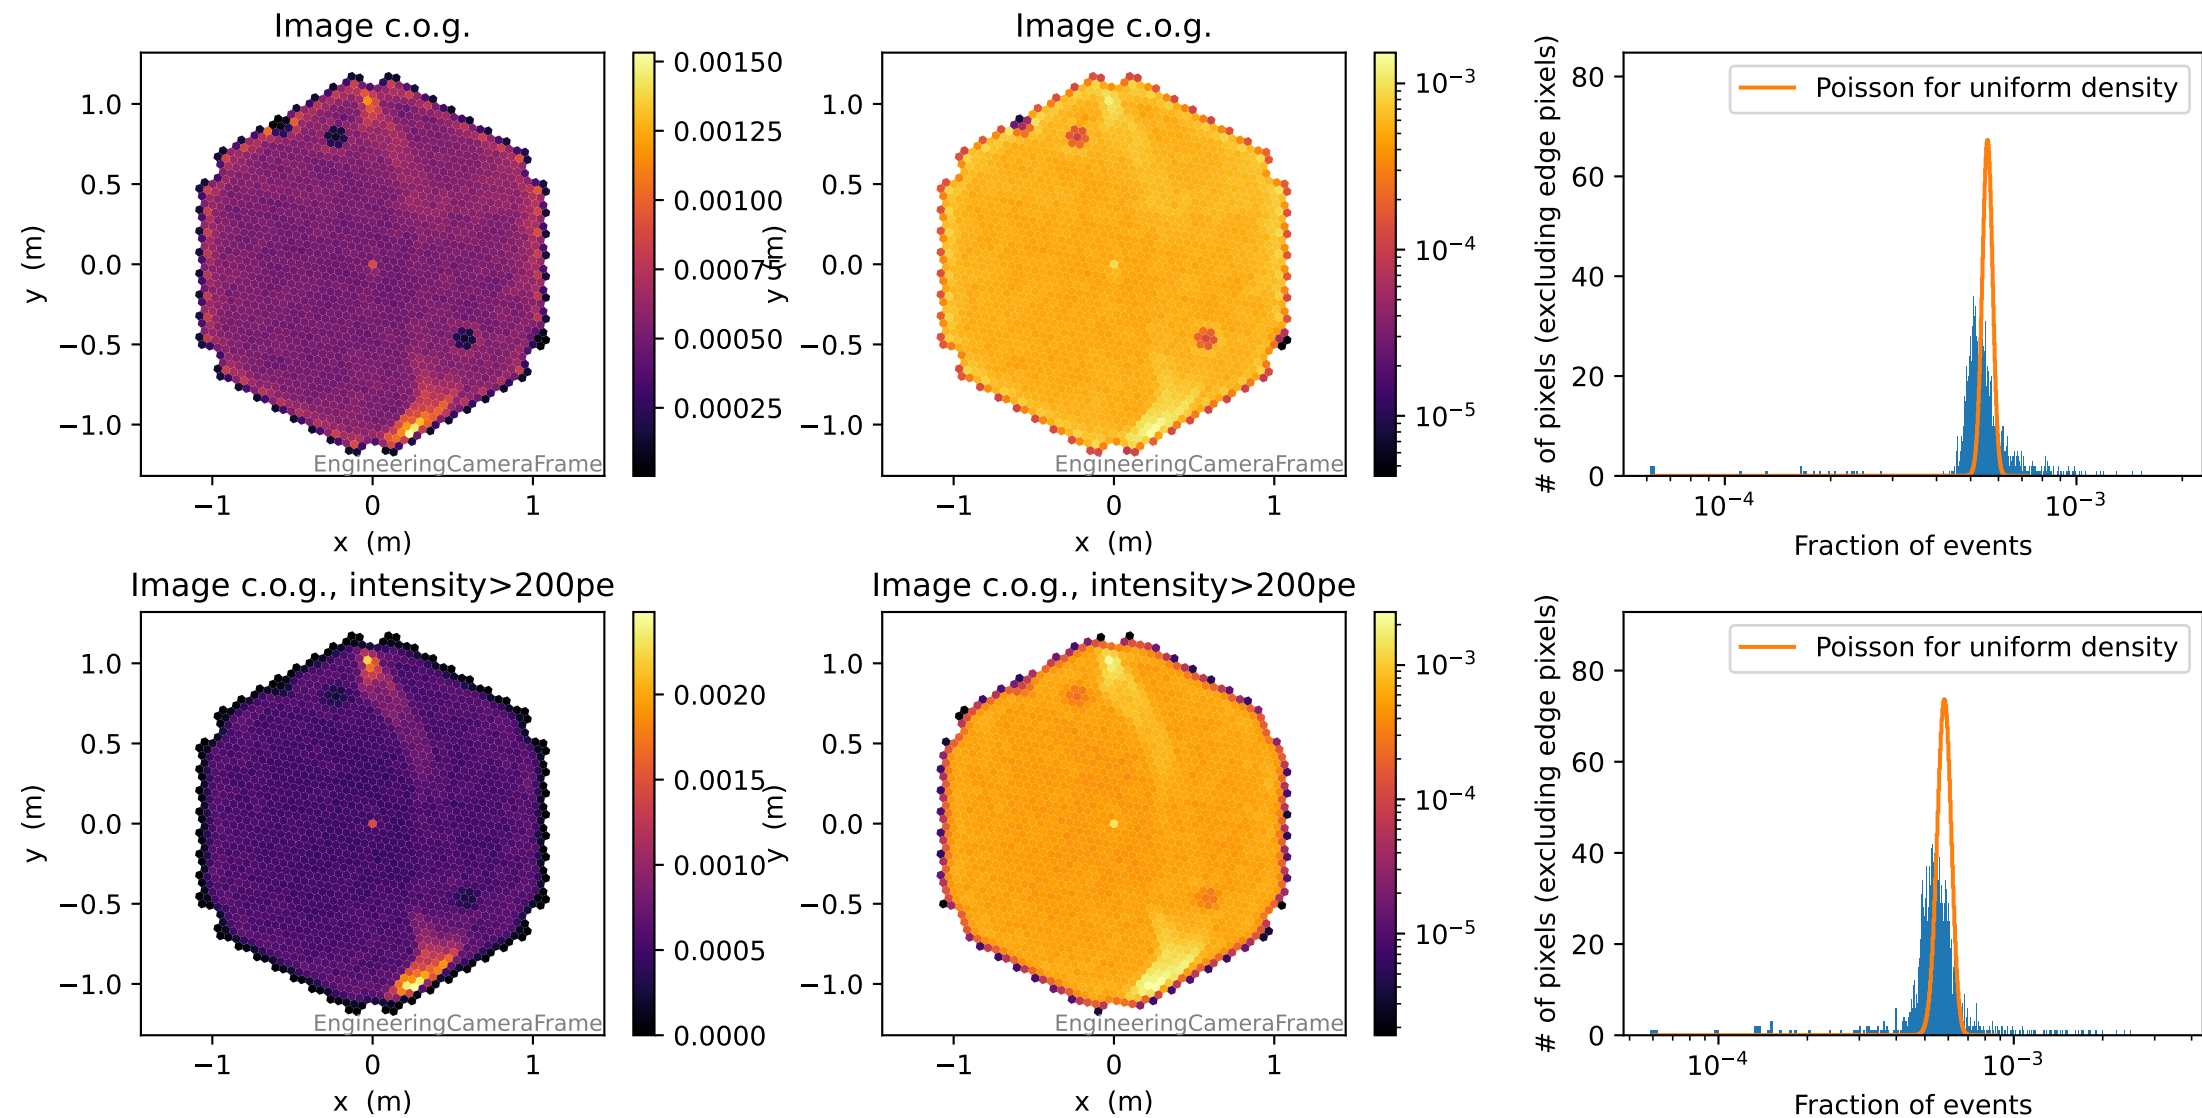 Image c.o.g.
1.0
0.5
0.0
−0.5
−1.0
y (m)
−1
0
1
x (m)
EngineeringCameraFrame
0.00150
0.00125
0.00100
0.0007
0.00050
0.00025
Image c.o.g.
1.0
0.5
0.0
−0.5
−1.0
y (m)
−1
0
1
x (m)
EngineeringCameraFrame
10⁻³
10⁻⁴
10⁻⁵
Poisson for uniform density
80
60
40
20
0
# of pixels (excluding edge pixels)
10⁻⁴
10⁻³
Fraction of events
Image c.o.g., intensity>200pe
1.0
0.5
0.0
−0.5
−1.0
y (m)
−1
0
1
x (m)
EngineeringCameraFrame
0.0020
0.0015
0.0010
0.0005
0.0000
Image c.o.g., intensity>200pe
1.0
0.5
0.0
−0.5
−1.0
y (m)
−1
0
1
x (m)
EngineeringCameraFrame
10⁻³
10⁻⁴
10⁻⁵
Poisson for uniform density
80
60
40
20
0
# of pixels (excluding edge pixels)
10⁻⁴
10⁻³
Fraction of events